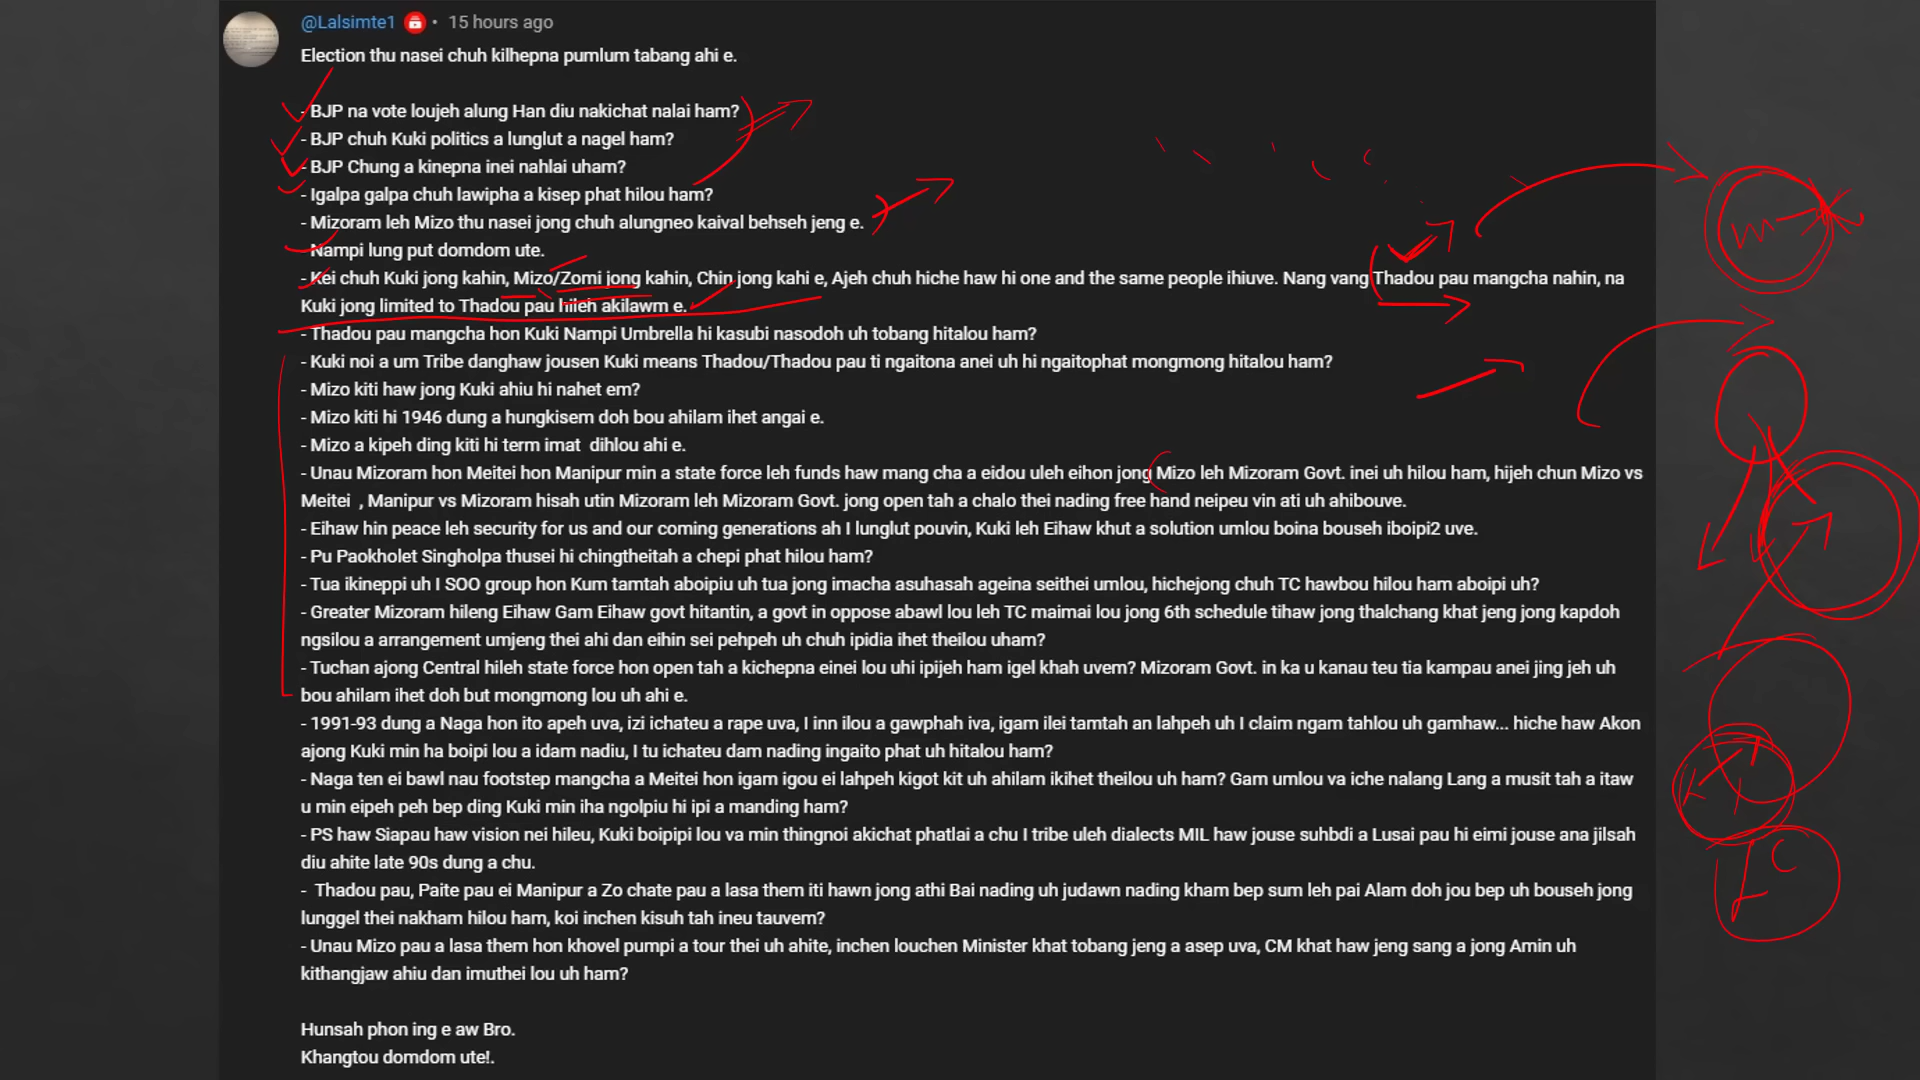 @Lalsimte1 • 15 hours ago
Election thu nasei chuh kilhepna pumlum tabang ahi e.
- BJP na vote loujeh alung Han diu nakichat nalai ham?
- BJP chuh Kuki politics a lunglut a nagel ham?
- BJP Chung a kinepna inei nahlai uham?
- Igalpa galpa chuh lawipha a kisep phat hilou ham?
- Mizoram leh Mizo thu nasei jong chuh alungneo kaival behseh jeng e.
- Nampi lung put domdom ute.
- Kei chuh Kuki jong kahin, Mizo/Zomi jong kahin, Chin jong kahi e, Ajeh chuh hiche haw hi one and the same people ihiuve. Nang vang Thadou pau mangcha nahin, na
Kuki jong limited to Thadou pau hileh akilawm e.
- Thadou pau mangcha hon Kuki Nampi Umbrella hi kasubi nasodoh uh tobang hitalou ham?
- Kuki noi a um Tribe danghaw jousen Kuki means Thadou/Thadou pau ti ngaitona anei uh hi ngaitophat mongmong hitalou ham?
- Mizo kiti haw jong Kuki ahiu hi nahet em?
- Mizo kiti hi 1946 dung a hungkisem doh bou ahilam ihet angai e.
- Mizo a kipeh ding kiti hi term imat dihlou ahi e.
- Unau Mizoram hon Meitei hon Manipur min a state force leh funds haw mang cha a eidou uleh eihon jong Mizo leh Mizoram Govt. inei uh hilou ham, hijeh chun Mizo vs
Meitei , Manipur vs Mizoram hisah utin Mizoram leh Mizoram Govt. jong open tah a chalo thei nading free hand neipeu vin ati uh ahibouve.
- Eihaw hin peace leh security for us and our coming generations ah I lunglut pouvin, Kuki leh Eihaw khut a solution umlou boina bouseh iboipi2 uve.
- Pu Paokholet Singholpa thusei hi chingtheitah a chepi phat hilou ham?
- Tua ikineppi uh I SOO group hon Kum tamtah aboipiu uh tua jong imacha asuhasah ageina seithei umlou, hichejong chuh TC hawbou hilou ham aboipi uh?
- Greater Mizoram hileng Eihaw Gam Eihaw govt hitantin, a govt in oppose abawl lou leh TC maimai lou jong 6th schedule tihaw jong thalchang khat jeng jong kapdoh
ngsilou a arrangement umjeng thei ahi dan eihin sei pehpeh uh chuh ipidia ihet theilou uham?
- Tuchan ajong Central hileh state force hon open tah a kichepna einei lou uhi ipijeh ham igel khah uvem? Mizoram Govt. in ka u kanau teu tia kampau anei jing jeh uh
bou ahilam ihet doh but mongmong lou uh ahi e.
- 1991-93 dung a Naga hon ito apeh uva, izi ichateu a rape uva, I inn ilou a gawphah iva, igam ilei tamtah an lahpeh uh I claim ngam tahlou uh gamhaw... hiche haw Akon
ajong Kuki min ha boipi lou a idam nadiu, I tu ichateu dam nading ingaito phat uh hitalou ham?
- Naga ten ei bawl nau footstep mangcha a Meitei hon igam igou ei lahpeh kigot kit uh ahilam ikihet theilou uh ham? Gam umlou va iche nalang Lang a musit tah a itaw
u min eipeh peh bep ding Kuki min iha ngolpiu hi ipi a manding ham?
- PS haw Siapau haw vision nei hileu, Kuki boipipi lou va min thingnoi akichat phatlai a chu I tribe uleh dialects MIL haw jouse suhbdi a Lusai pau hi eimi jouse ana jilsah
diu ahite late 90s dung a chu.
- Thadou pau, Paite pau ei Manipur a Zo chate pau a lasa them iti hawn jong athi Bai nading uh judawn nading kham bep sum leh pai Alam doh jou bep uh bouseh jong
lunggel thei nakham hilou ham, koi inchen kisuh tah ineu tauvem?
- Unau Mizo pau a lasa them hon khovel pumpi a tour thei uh ahite, inchen louchen Minister khat tobang jeng a asep uva, CM khat haw jeng sang a jong Amin uh
kithangjaw ahiu dan imuthei lou uh ham?
Hunsah phon ing e aw Bro.
Khangtou domdom ute!.